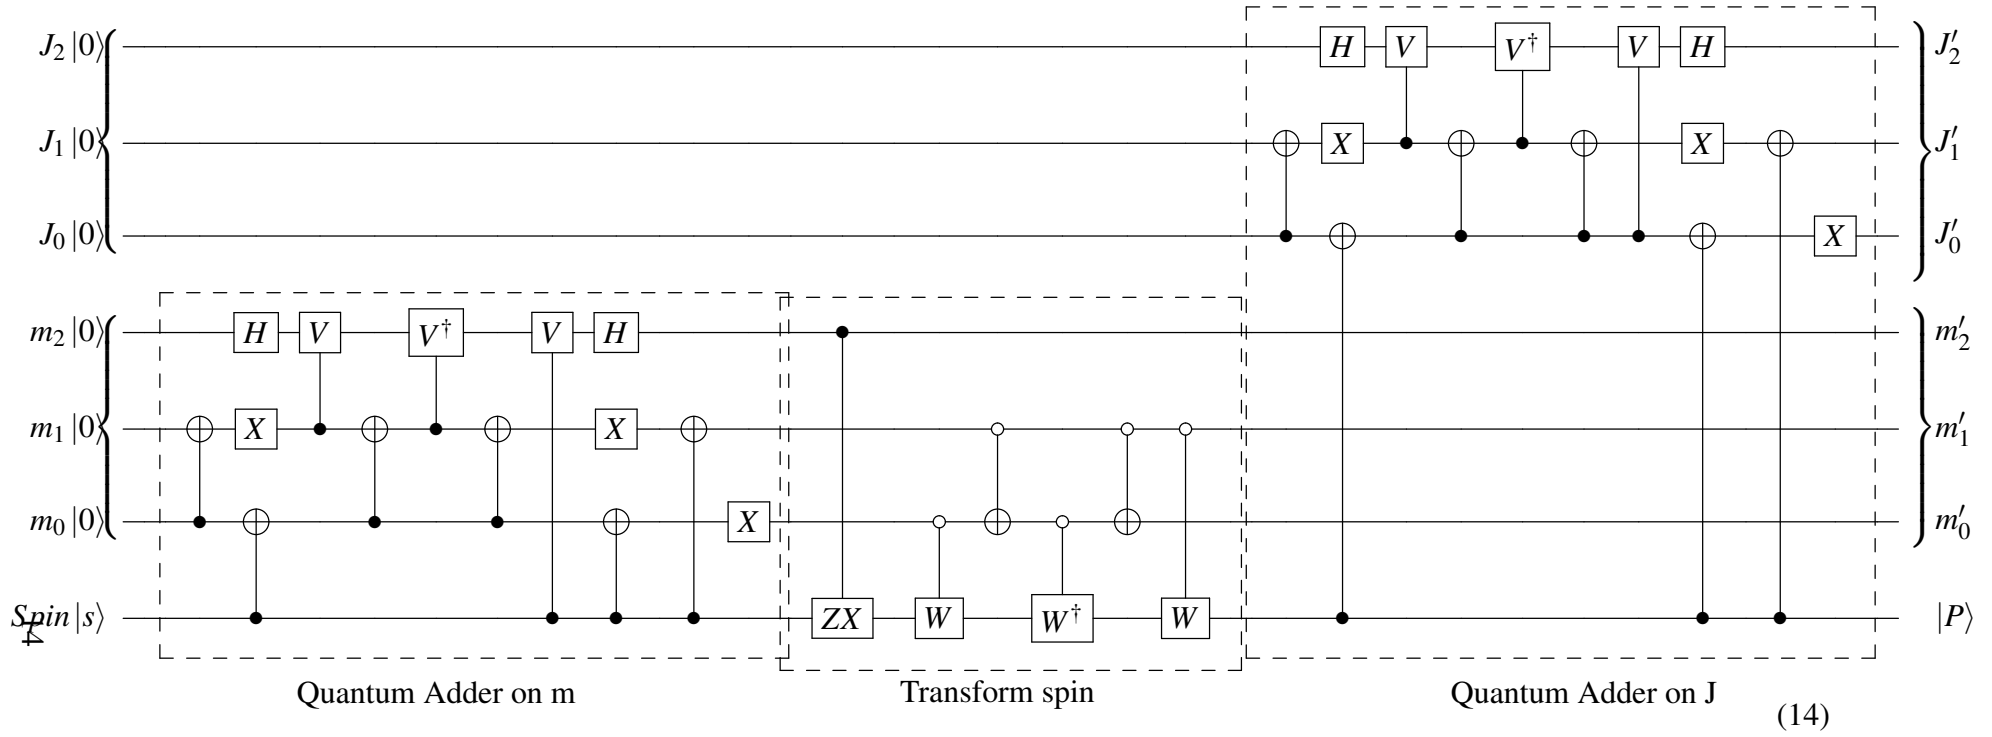 J₂ |0⟩ H V V† V H J′₂
J₁ |0⟩ X X J′₁
J₀ |0⟩ X J′₀
m₂ |0⟩ H V V† V H m′₂
m₁ |0⟩ X X m′₁
m₀ |0⟩ X m′₀
Spin |s⟩ ZX W W† W |P⟩
14
Quantum Adder on m Transform spin Quantum Adder on J
(14)